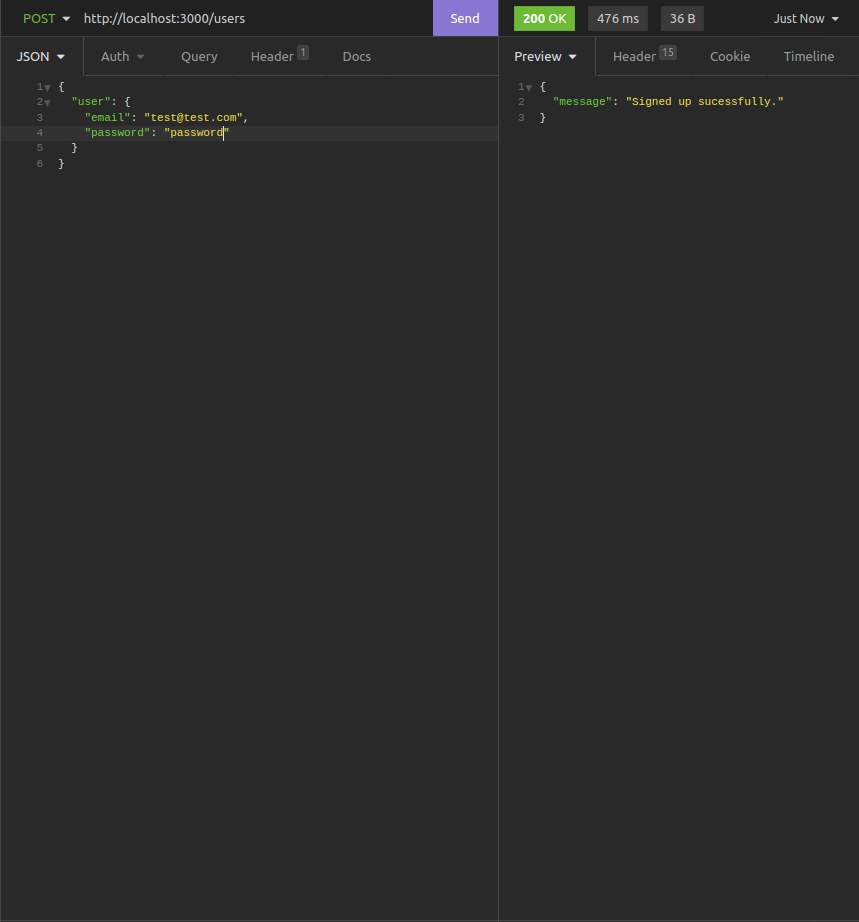 POST http://localhost:3000/users Send 200 OK 476 ms 36 B Just Now
JSON Auth Query Header 1 Docs Preview Header 15 Cookie Timeline
1 {
2 "user": {
3 "email": "test@test.com",
4 "password": "password"
5 }
6 }
1 {
2 "message": "Signed up sucessfully."
3 }